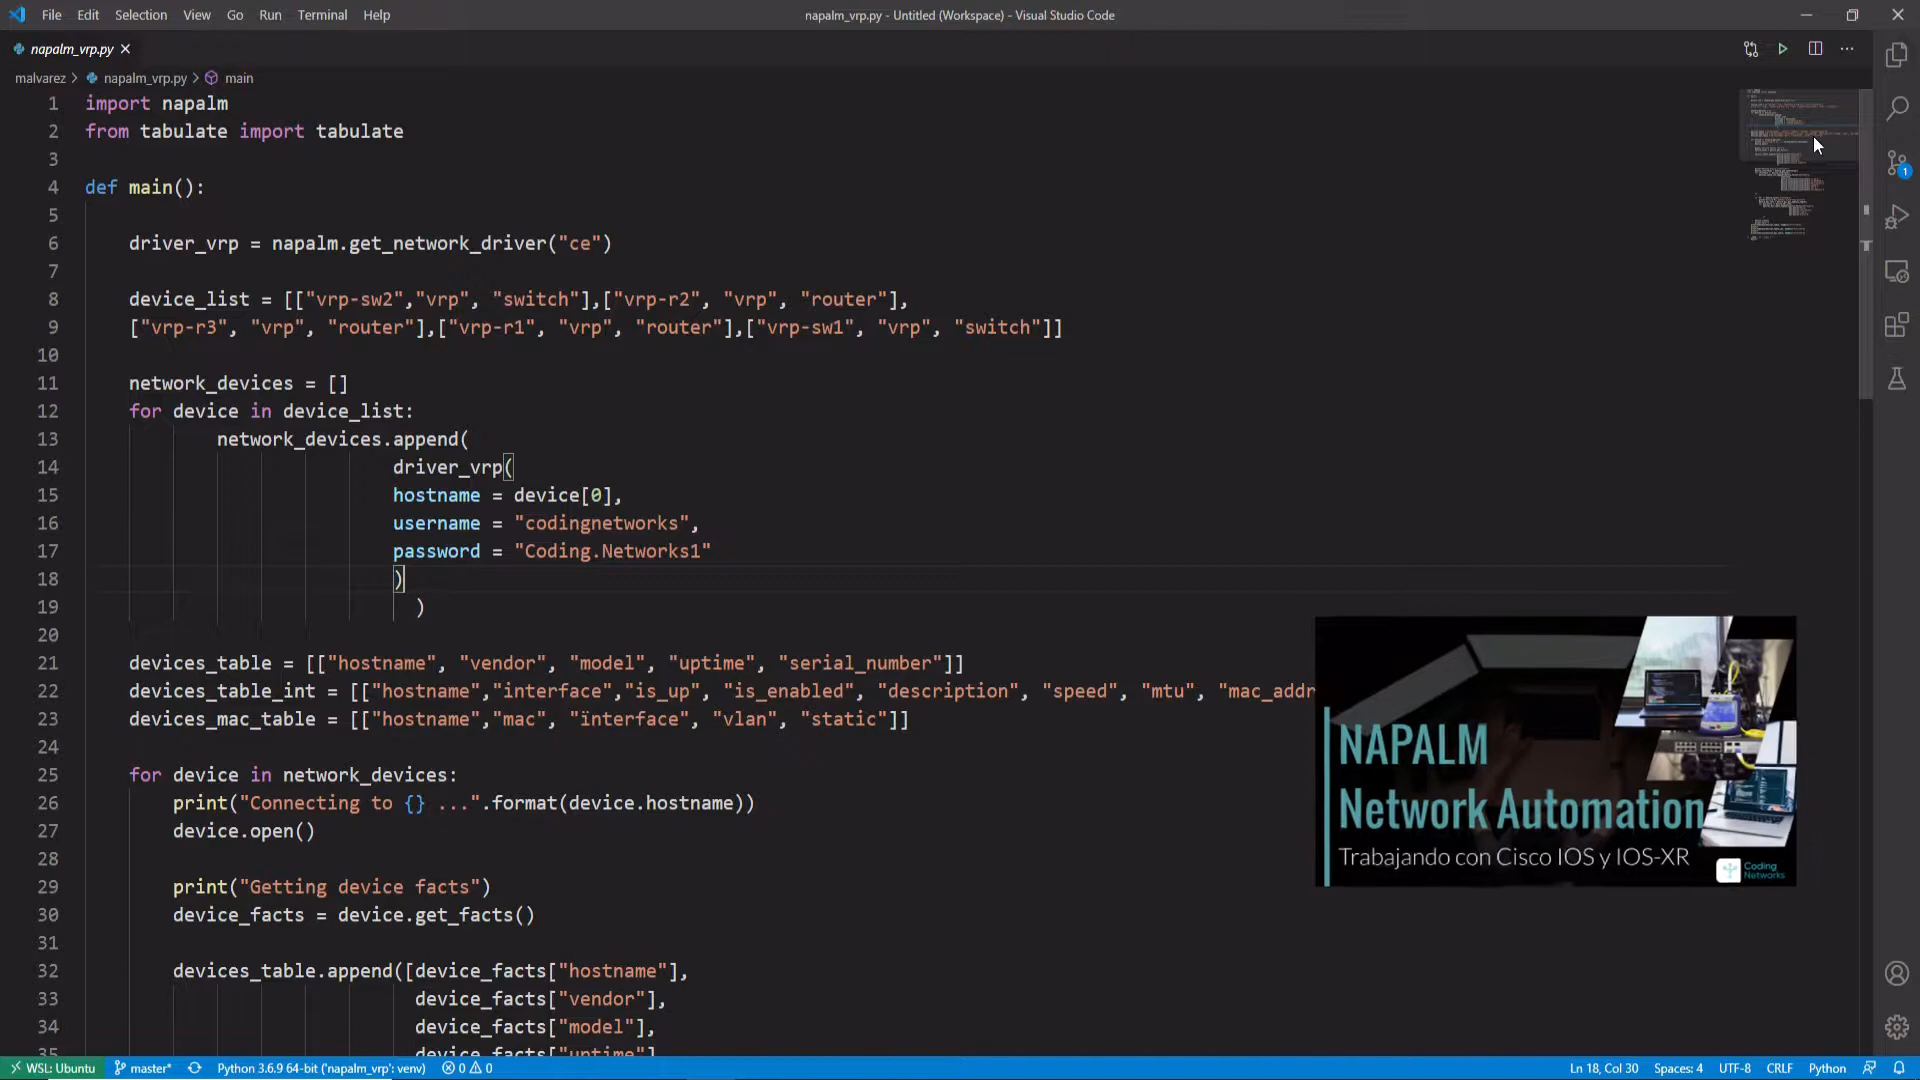 File Edit Selection View Go Run Terminal Help
napalm_vrp.py - Untitled (Workspace) - Visual Studio Code
napalm_vrp.py
malvarez > napalm_vrp.py > main
1 import napalm
2 from tabulate import tabulate
3
4 def main():
5
6 driver_vrp = napalm.get_network_driver("ce")
7
8 device_list = [["vrp-sw2","vrp", "switch"],["vrp-r2", "vrp", "router"],
9 ["vrp-r3", "vrp", "router"],["vrp-r1", "vrp", "router"],["vrp-sw1", "vrp", "switch"]]
10
11 network_devices = []
12 for device in device_list:
13 network_devices.append(
14 driver_vrp(
15 hostname = device[0],
16 username = "codingnetworks",
17 password = "Coding.Networks1"
18 )
19 )
20
21 devices_table = [["hostname", "vendor", "model", "uptime", "serial_number"]]
22 devices_table_int = [["hostname","interface","is_up", "is_enabled", "description", "speed", "mtu", "mac_addr
23 devices_mac_table = [["hostname","mac", "ïnterface", "vlan", "static"]]
24
25 for device in network_devices:
26 print("Connecting to {} ...".format(device.hostname))
27 device.open()
28
29 print("Getting device facts")
30 device_facts = device.get_facts()
31
32 devices_table.append([device_facts["hostname"],
33 device_facts["vendor"],
34 device_facts["model"],
35 device_facts["uptime"]
NAPALM
Network Automation
Trabajando con Cisco IOS y IOS-XR
Coding
Networks
1
WSL: Ubuntu master* Python 3.6.9 64-bit ('napalm_vrp': venv) 0 0 Ln 18, Col 30 Spaces: 4 UTF-8 CRLF Python